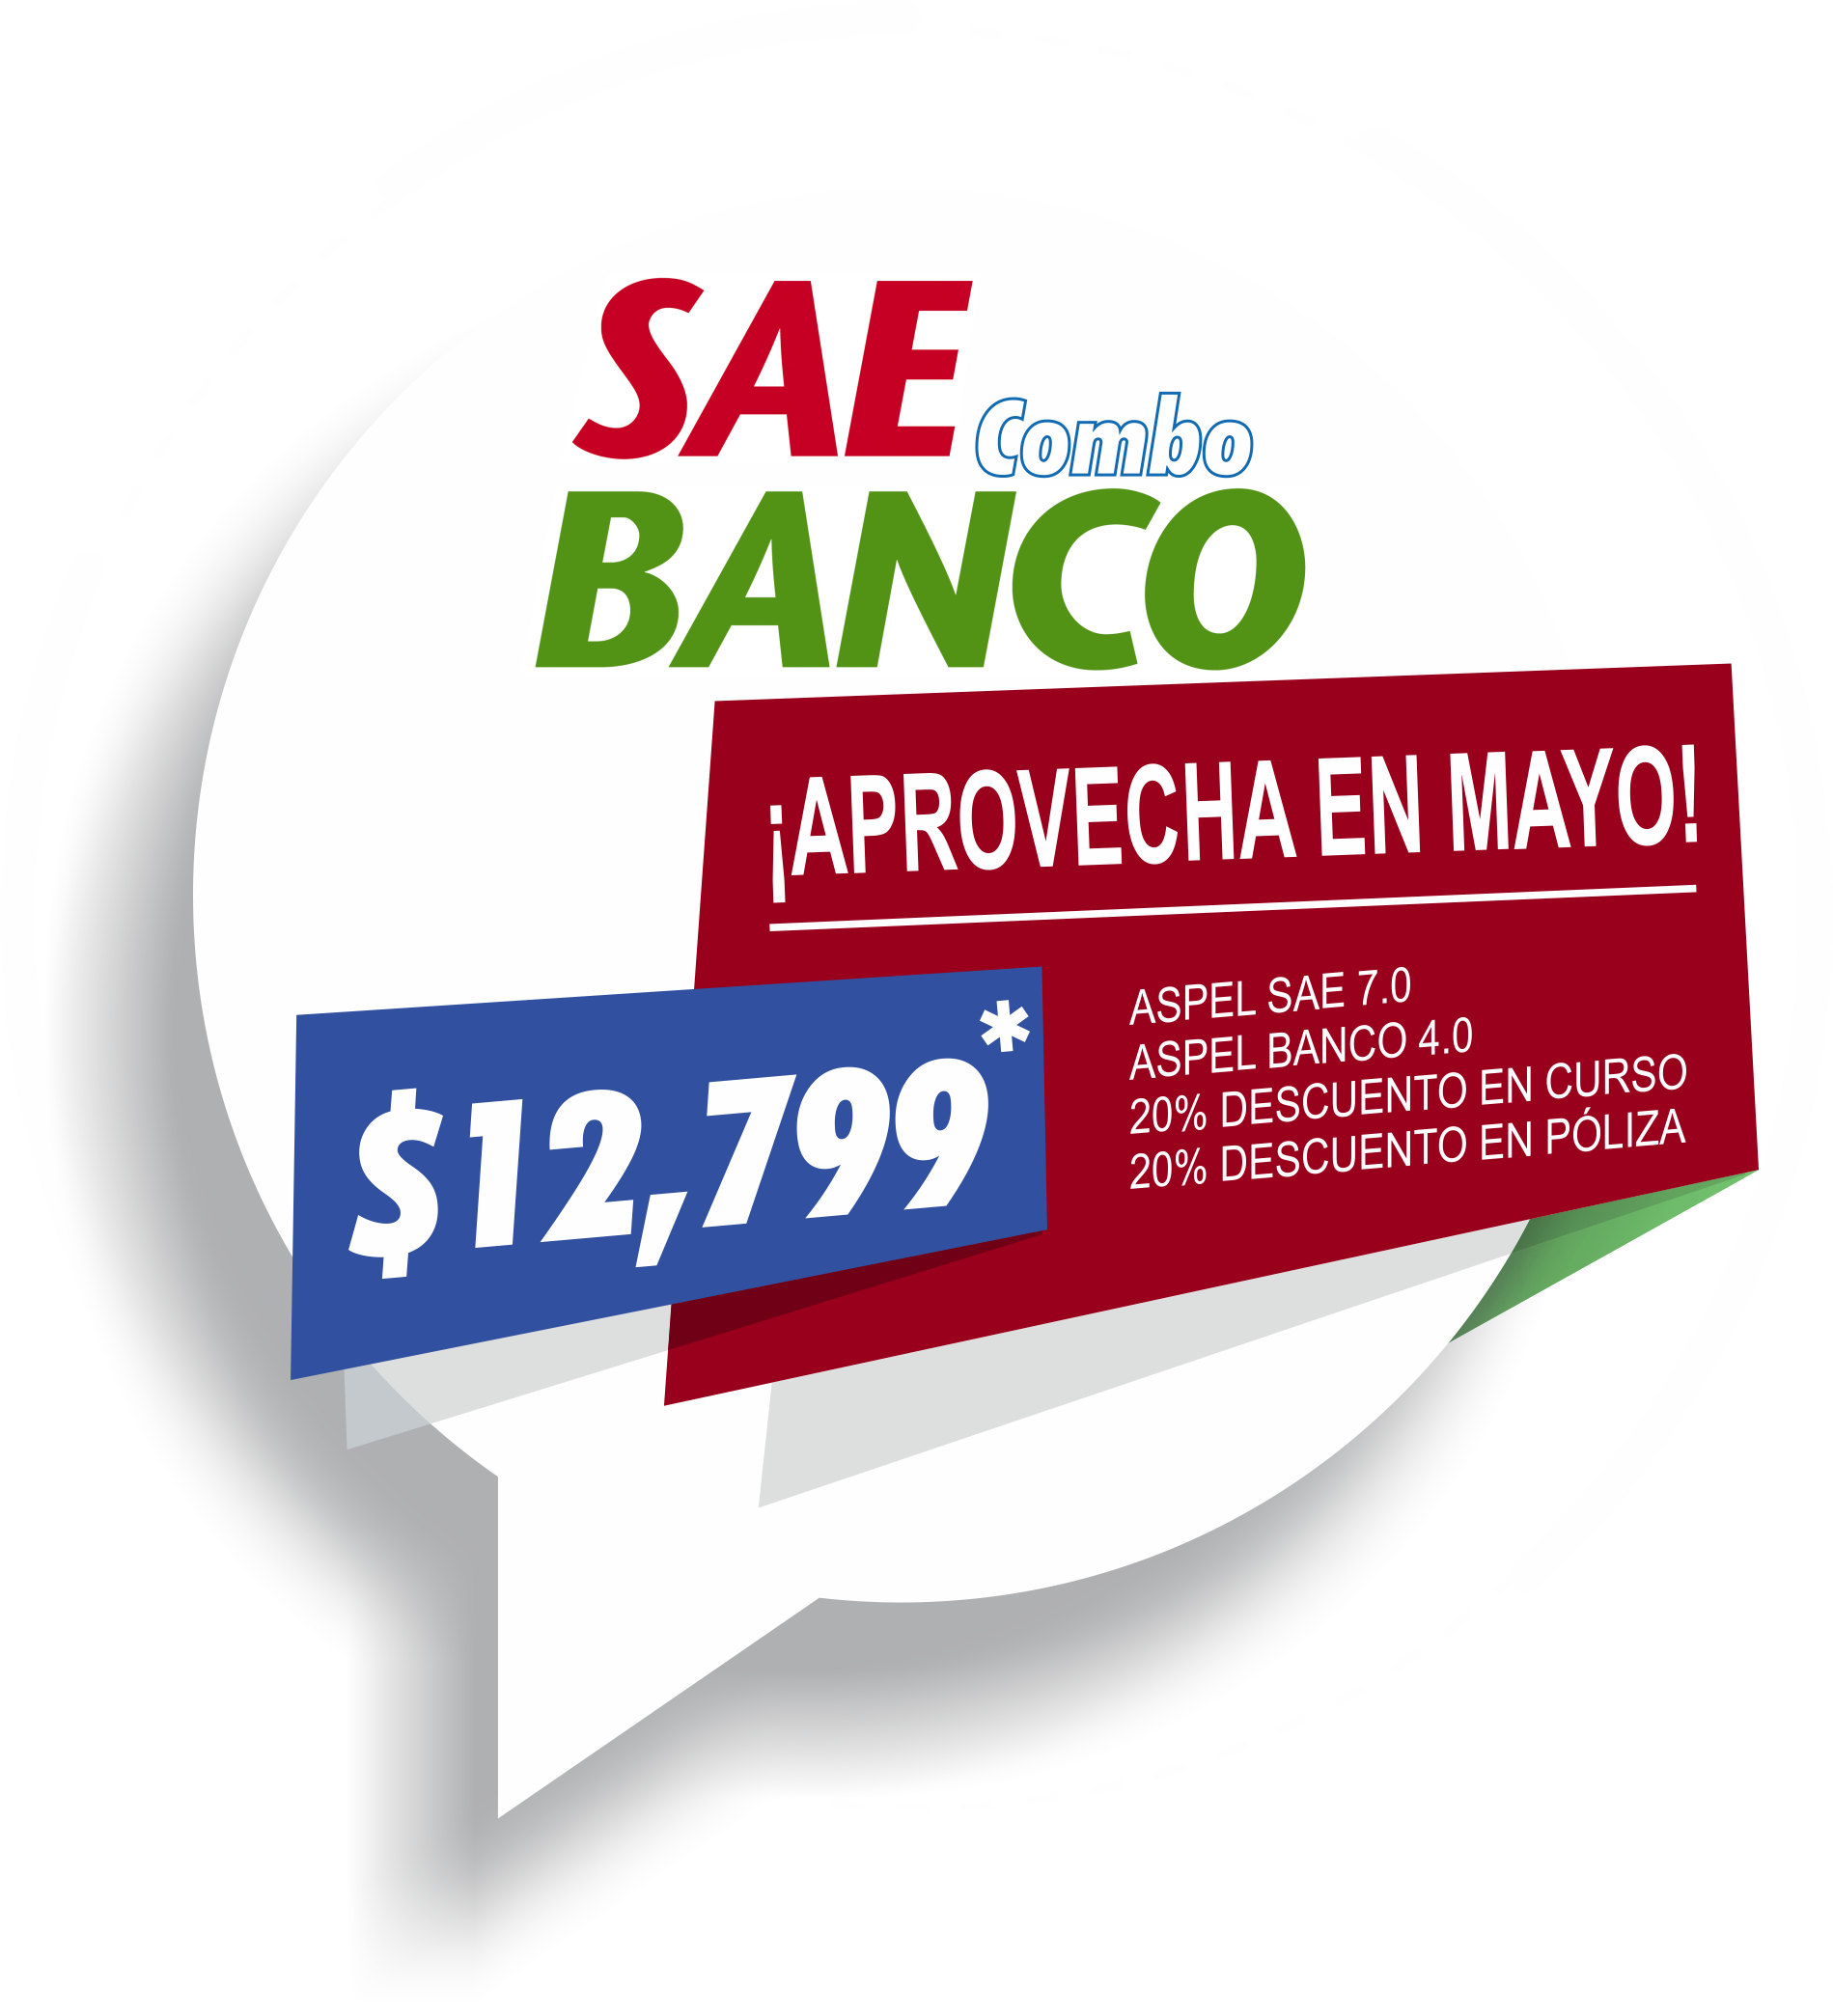 SAE
Combo
BANCO
¡APROVECHA EN MAYO!
$12,799*
ASPEL SAE 7.0
ASPEL BANCO 4.0
20% DESCUENTO EN CURSO
20% DESCUENTO EN PÓLIZA